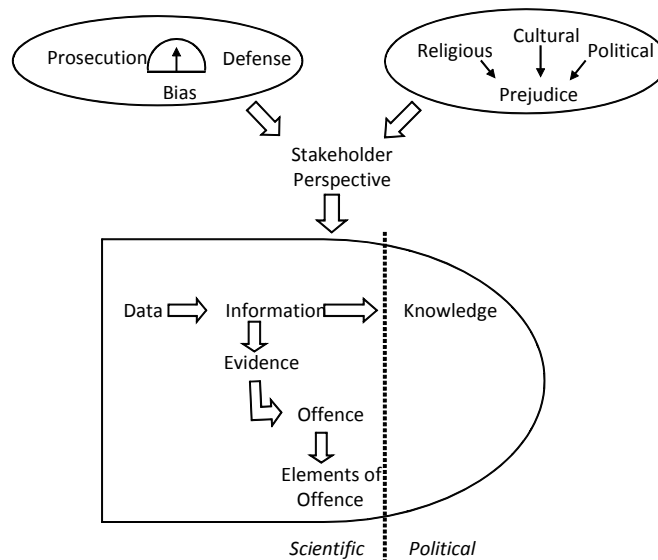 Prosecution Defense
Bias
Cultural
Religious Political
Prejudice
Stakeholder
Perspective
Data Information Knowledge
Evidence
Offence
Elements of
Offence
Scientific Political